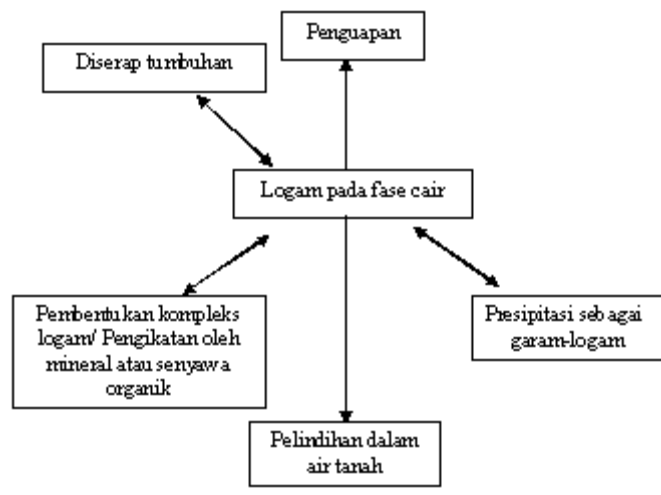 Penguapan
Diserap tumbuhan
Logam pada fase cair
Pembentukan kompleks
logam/ Pengikatan oleh
mineral atau senyawa
organik
Presipitasi sebagai
garam-logam
Pelindihan dalam
air tanah